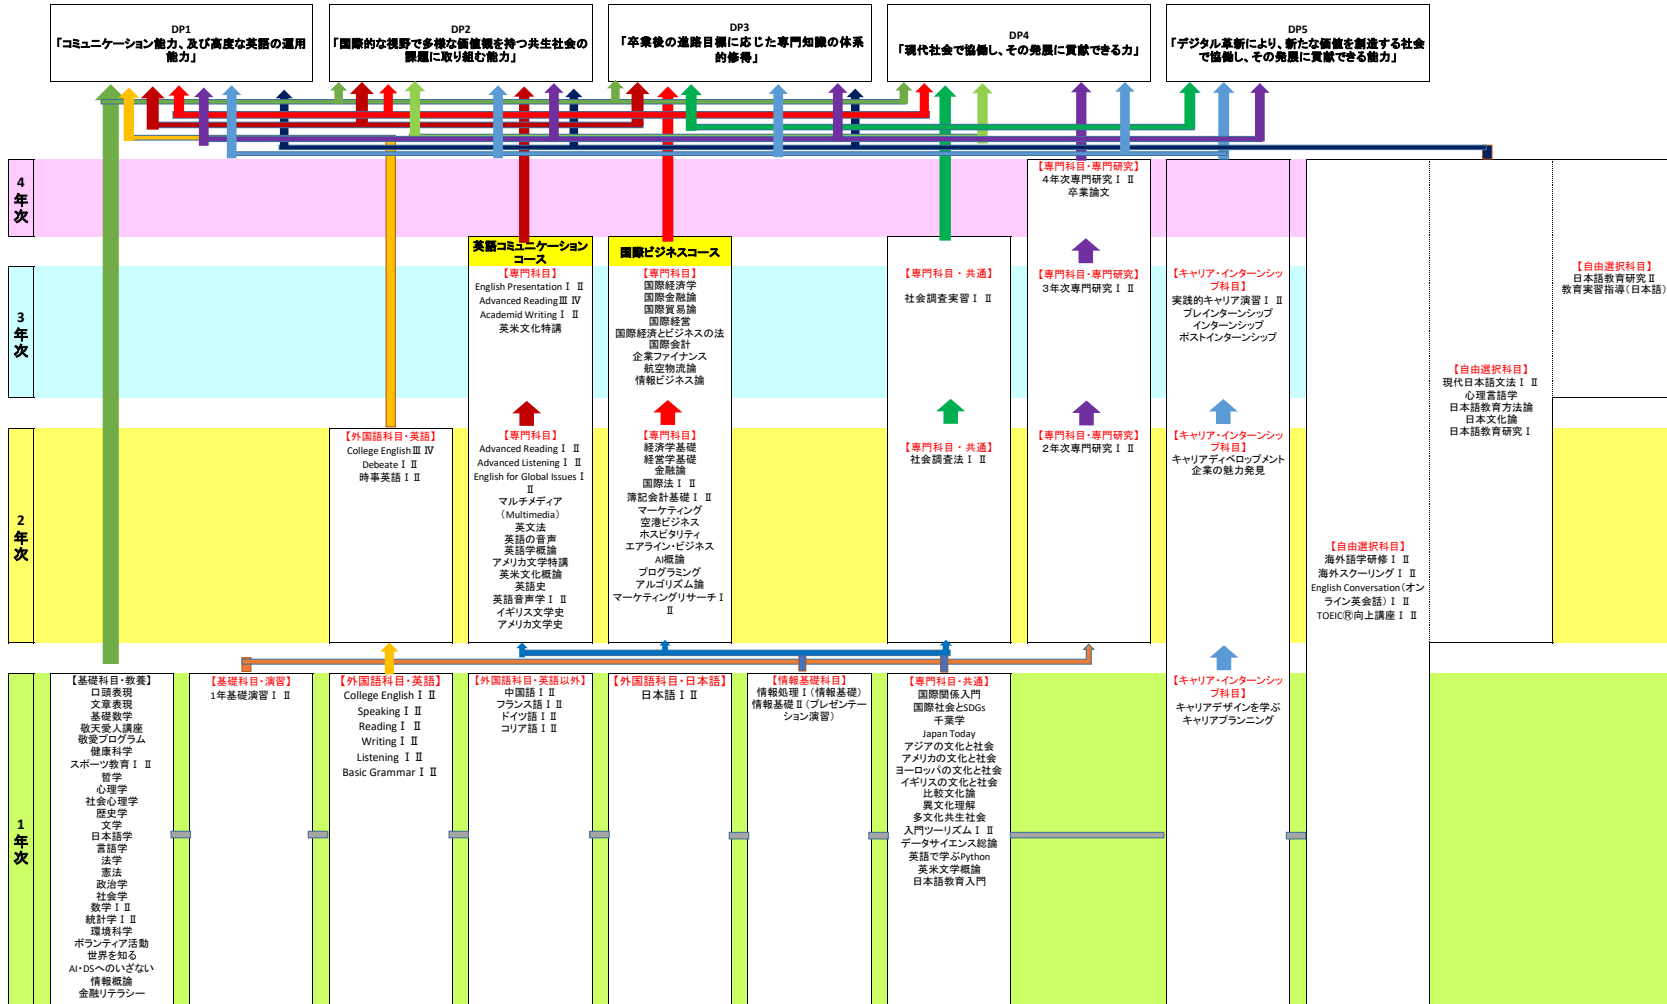 DP1
「コミュニケーション能力、及び高度な英語の運用
能力」
DP2
「国際的な視野で多様な価値観を持つ共生社会の
課題に取り組む能力」
DP3
「卒業後の進路目標に応じた専門知識の体系
的修得」
DP4
「現代社会で協働し、その発展に貢献できる力」
DP5
「デジタル革新により、新たな価値を創造する社会
で協働し、その発展に貢献できる能力」
4
年
次
【専門科目・専門研究】
4年次専門研究Ⅰ Ⅱ
卒業論文
3
年
次
英語コミュニケーション
コース
【専門科目】
English PresentationⅠ Ⅱ
Advanced ReadingⅢ Ⅳ
Academid WritingⅠ Ⅱ
英米文化特講
国際ビジネスコース
【専門科目】
国際経済学
国際金融論
国際貿易論
国際経営
国際経済とビジネスの法
国際会計
企業ファイナンス
航空物流論
情報ビジネス論
【専門科目・共通】
社会調査実習Ⅰ Ⅱ
【専門科目・専門研究】
3年次専門研究Ⅰ Ⅱ
【キャリア・インターンシッ
プ科目】
実践的キャリア演習Ⅰ Ⅱ
プレインターンシップ
インターンシップ
ポストインターンシップ
【自由選択科目】
現代日本語文法Ⅰ Ⅱ
心理言語学
日本語教育方法論
日本文化論
日本語教育研究Ⅰ
【自由選択科目】
日本語教育研究Ⅱ
教育実習指導(日本語)
2
年
次
【外国語科目・英語】
College EnglishⅢ Ⅳ
DebeateⅠ Ⅱ
時事英語Ⅰ Ⅱ
【専門科目】
Advanced ReadingⅠ Ⅱ
Advanced ListeningⅠ Ⅱ
English for Global IssuesⅠ
Ⅱ
マルチメディア
（Multimedia）
英文法
英語の音声
英語学概論
アメリカ文学特講
英米文化概論
英語史
英語音声学Ⅰ Ⅱ
イギリス文学史
アメリカ文学史
【専門科目】
経済学基礎
経営学基礎
金融論
国際法Ⅰ Ⅱ
簿記会計基礎Ⅰ Ⅱ
マーケティング
空港ビジネス
ホスピタリティ
エアライン・ビジネス
AI概論
プログラミング
アルゴリズム論
マーケティングリサーチⅠ
Ⅱ
【専門科目・共通】
社会調査法Ⅰ Ⅱ
【専門科目・専門研究】
2年次専門研究Ⅰ Ⅱ
【キャリア・インターンシッ
プ科目】
キャリアディベロップメント
企業の魅力発見
【自由選択科目】
海外語学研修Ⅰ Ⅱ
海外スクーリングⅠ Ⅱ
English Conversation(オン
ライン英会話)Ⅰ Ⅱ
TOEICⓇ向上講座Ⅰ Ⅱ
1
年
次
【基礎科目・教養】
口頭表現
文章表現
基礎数学
敬天愛人講座
敬愛プログラム
健康科学
スポーツ教育Ⅰ Ⅱ
哲学
心理学
社会心理学
歴史学
文学
日本語学
言語学
法学
憲法
政治学
社会学
数学ⅠⅡ
統計学ⅠⅡ
環境科学
ボランティア活動
世界を知る
AI・DSへのいざない
情報概論
金融リテラシー
【基礎科目・演習】
1年基礎演習Ⅰ Ⅱ
【外国語科目・英語】
College EnglishⅠ Ⅱ
SpeakingⅠ Ⅱ
ReadingⅠ Ⅱ
WritingⅠ Ⅱ
ListeningⅠ Ⅱ
Basic GrammarⅠ Ⅱ
【外国語科目・英語以外】
中国語ⅠⅡ
フランス語ⅠⅡ
ドイツ語ⅠⅡ
コリア語ⅠⅡ
【外国語科目・日本語】
日本語ⅠⅡ
【情報基礎科目】
情報処理Ⅰ(情報基礎)
情報基礎Ⅱ(プレゼンテー
ション演習)
【専門科目・共通】
国際関係入門
国際社会とSDGs
千葉学
Japan Today
アジアの文化と社会
アメリカの文化と社会
ヨーロッパの文化と社会
イギリスの文化と社会
比較文化論
異文化理解
多文化共生社会
入門ツーリズムⅠ Ⅱ
データサイエンス総論
英語で学ぶPython
英米文学概論
日本語教育入門
【キャリア・インターンシッ
プ科目】
キャリアデザインを学ぶ
キャリアプランニング